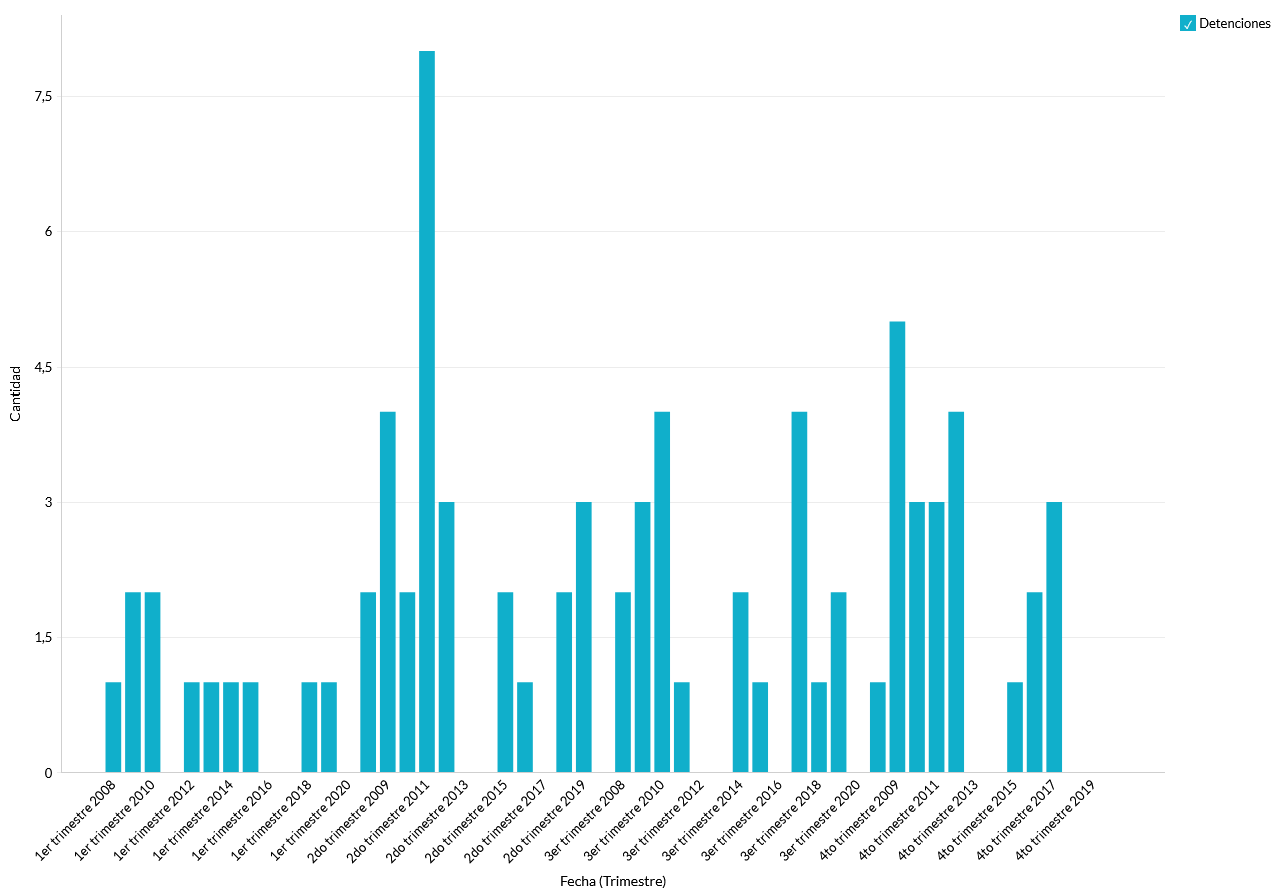 Detenciones
7,5
6
4,5
3
1,5
0
Cantidad
1er trimestre 2008
1er trimestre 2010
1er trimestre 2012
1er trimestre 2014
1er trimestre 2016
1er trimestre 2018
1er trimestre 2020
2do trimestre 2009
2do trimestre 2011
2do trimestre 2013
2do trimestre 2015
2do trimestre 2017
2do trimestre 2019
3er trimestre 2008
3er trimestre 2010
3er trimestre 2012
3er trimestre 2014
3er trimestre 2016
3er trimestre 2018
3er trimestre 2020
4to trimestre 2009
4to trimestre 2011
4to trimestre 2013
4to trimestre 2015
4to trimestre 2017
4to trimestre 2019
Fecha (Trimestre)